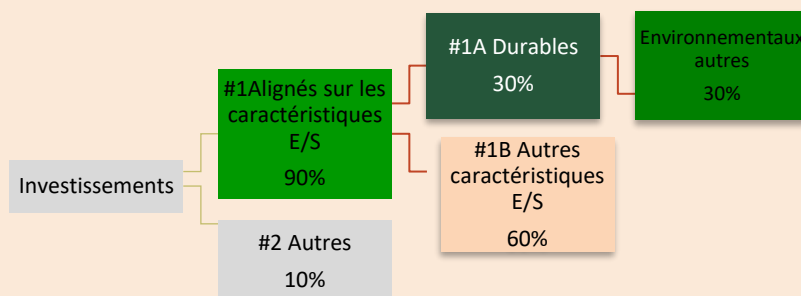 Investissements
#1Alignés sur les
caractéristiques
E/S
90%
#2 Autres
10%
#1A Durables
30%
#1B Autres
caractéristiques
E/S
60%
Environnementaux
autres
30%